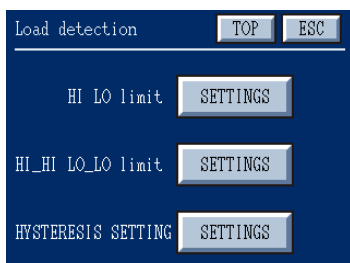 Load detection TOP ESC
HI LO limit SETTINGS
HI_HI LO_LO limit SETTINGS
HYSTERESIS SETTING SETTINGS